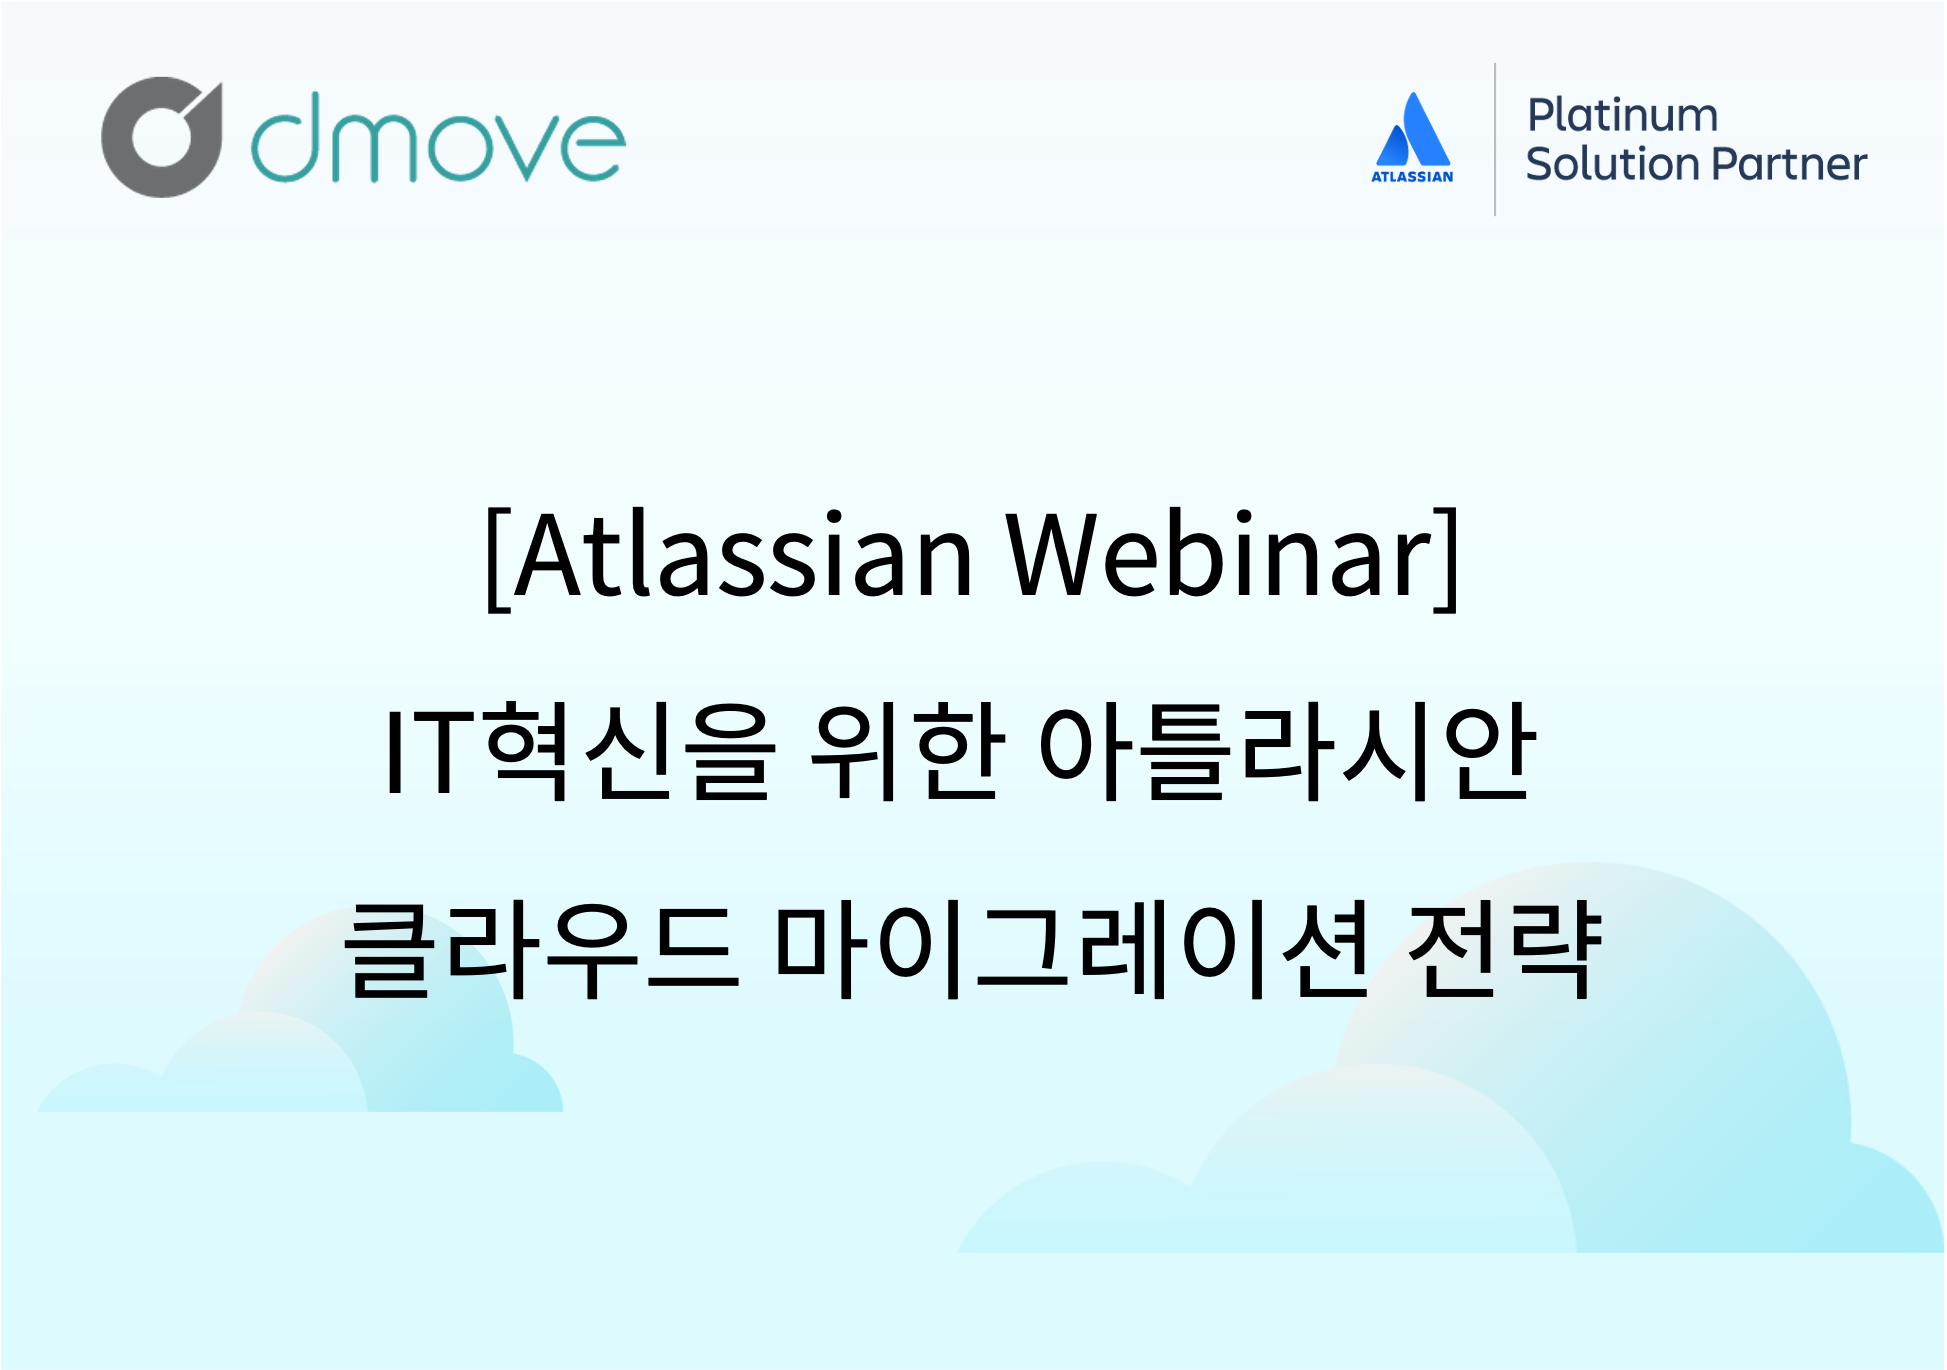 dmove
ATLASSIAN
Platinum
Solution Partner
[Atlassian Webinar]
IT혁신을 위한 아틀라시안
클라우드 마이그레이션 전략